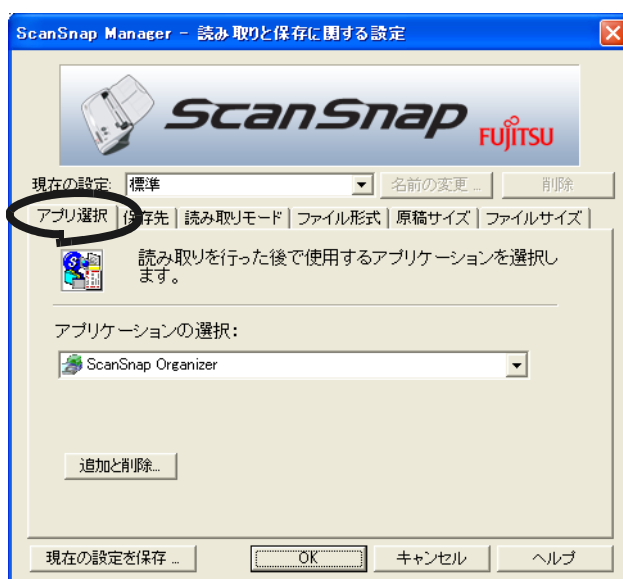 ScanSnap Manager - 読み取りと保存に関する設定
ScanSnap
FUJITSU
現在の設定: 標準 名前の変更 ... 削除
アプリ選択 保存先 読み取りモード ファイル形式 原稿サイズ ファイルサイズ
読み取りを行った後で使用するアプリケーションを選択し
ます。
アプリケーションの選択:
ScanSnap Organizer
追加と削除...
現在の設定を保存 ... OK キャンセル ヘルプ